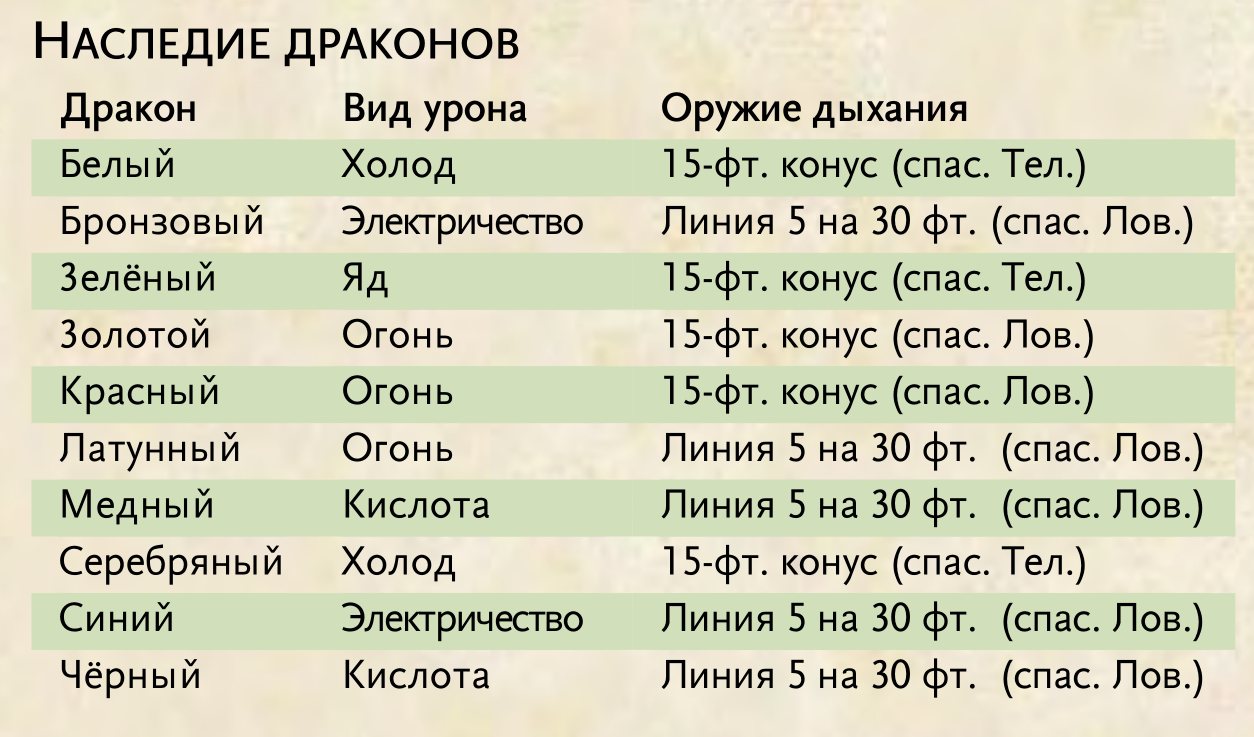 Наследие драконов
Дракон Вид урона Оружие дыхания
Белый Холод 15-фт. конус (спас. Тел.)
Бронзовый Электричество Линия 5 на 30 фт. (спас. Лов.)
Зелёный Яд 15-фт. конус (спас. Тел.)
Золотой Огонь 15-фт. конус (спас. Лов.)
Красный Огонь 15-фт. конус (спас. Лов.)
Латунный Огонь Линия 5 на 30 фт. (спас. Лов.)
Медный Кислота Линия 5 на 30 фт. (спас. Лов.)
Серебряный Холод 15-фт. конус (спас. Тел.)
Синий Электричество Линия 5 на 30 фт. (спас. Лов.)
Чёрный Кислота Линия 5 на 30 фт. (спас. Лов.)